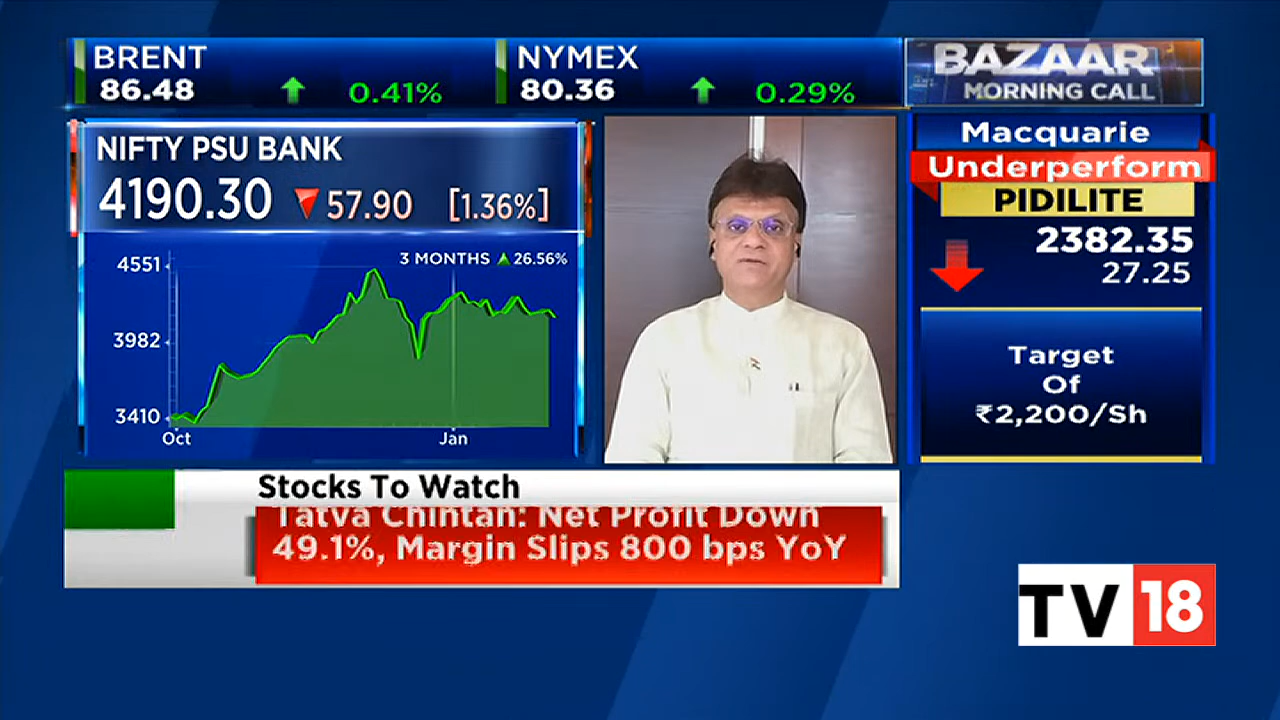 BRENT
86.48 0.41%
NYMEX
80.36 0.29%
BAZAAR
MORNING CALL
NIFTY PSU BANK
4190.30 57.90 [1.36%]
3 MONTHS 26.56%
4551
3982
3410
Oct Jan
Macquarie
Underperform
PIDILITE
2382.35
27.25
Target
Of
₹2,200/Sh
Stocks To Watch
Tatva Chintan: Net Profit Down
49.1%, Margin Slips 800 bps YoY
TV18